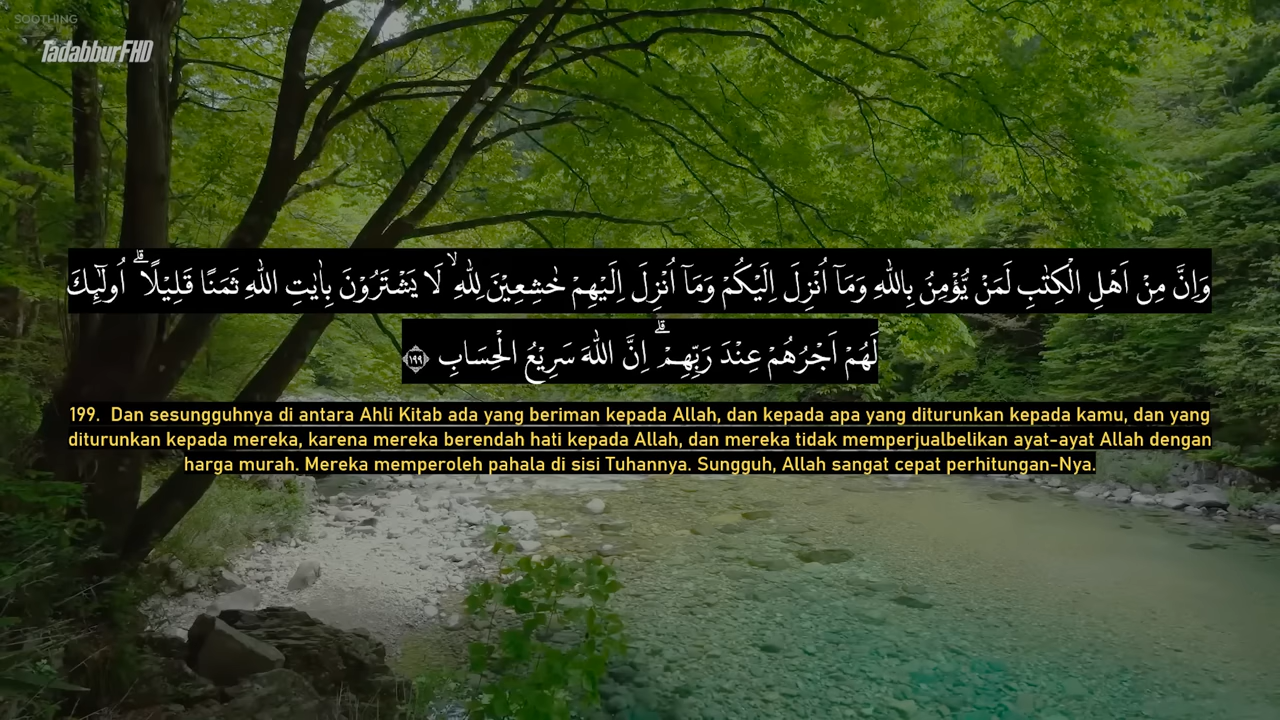 SOOTHING
TadabburFHD
وَاِنَّ مِنْ اَهْلِ الْكِتٰبِ لَمَنْ يُّؤْمِنُ بِاللّٰهِ وَمَآ اُنْزِلَ اِلَيْكُمْ وَمَآ اُنْزِلَ اِلَيْهِمْ خٰشِعِيْنَ لِلّٰهِ ۙ لَا يَشْتَرُوْنَ بِاٰيٰتِ اللّٰهِ ثَمَنًا قَلِيْلًا ۗ اُولٰۤىِٕكَ
لَهُمْ اَجْرُهُمْ عِنْدَ رَبِّهِمْ ۗ اِنَّ اللّٰهَ سَرِيْعُ الْحِسَابِ ١٩٩
199. Dan sesungguhnya di antara Ahli Kitab ada yang beriman kepada Allah, dan kepada apa yang diturunkan kepada kamu, dan yang
diturunkan kepada mereka, karena mereka berendah hati kepada Allah, dan mereka tidak memperjualbelikan ayat-ayat Allah dengan
harga murah. Mereka memperoleh pahala di sisi Tuhannya. Sungguh, Allah sangat cepat perhitungan-Nya.